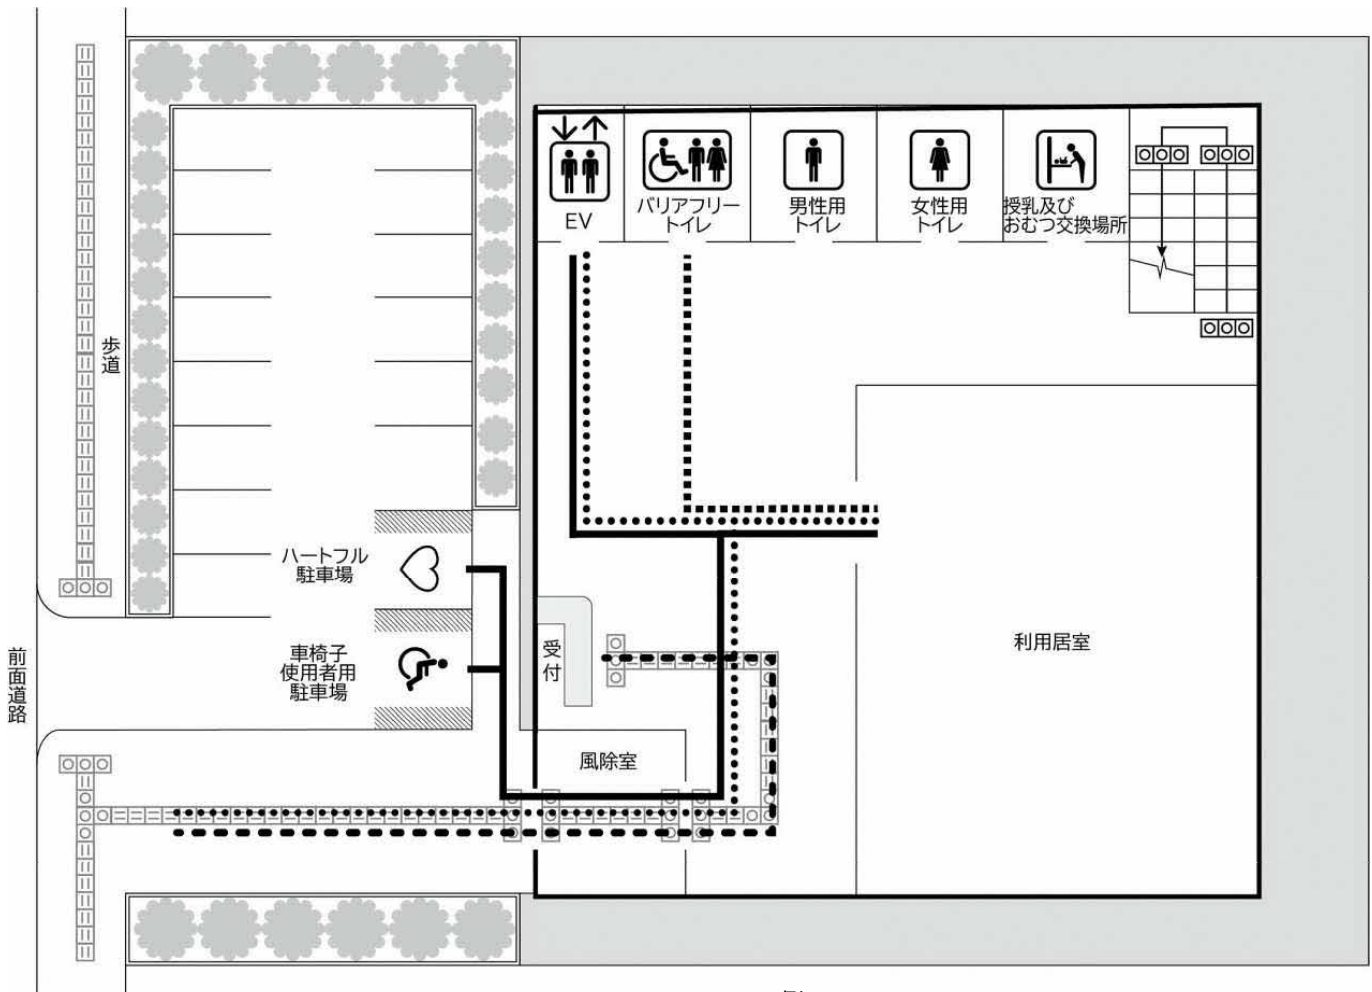 EV
バリアフリー
トイレ
男性用
トイレ
女性用
トイレ
授乳及び
おむつ交換場所
歩道
ハートフル
駐車場
車椅子
使用者用
駐車場
受付
利用居室
前面道路
風除室